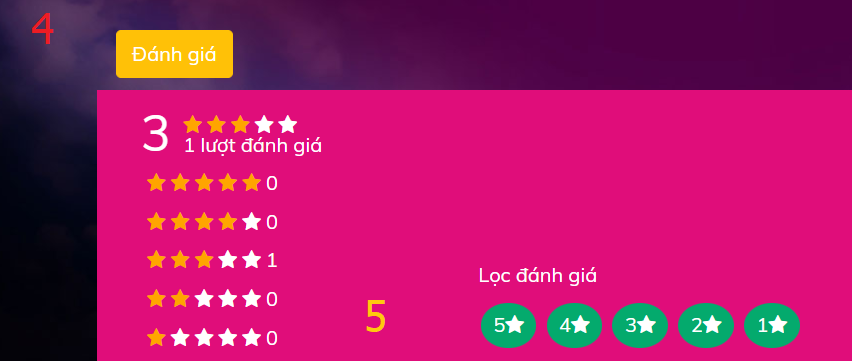 4
Đánh giá
3
1 lượt đánh giá
0
0
1
0
0
5
Lọc đánh giá
5 4 3 2 1